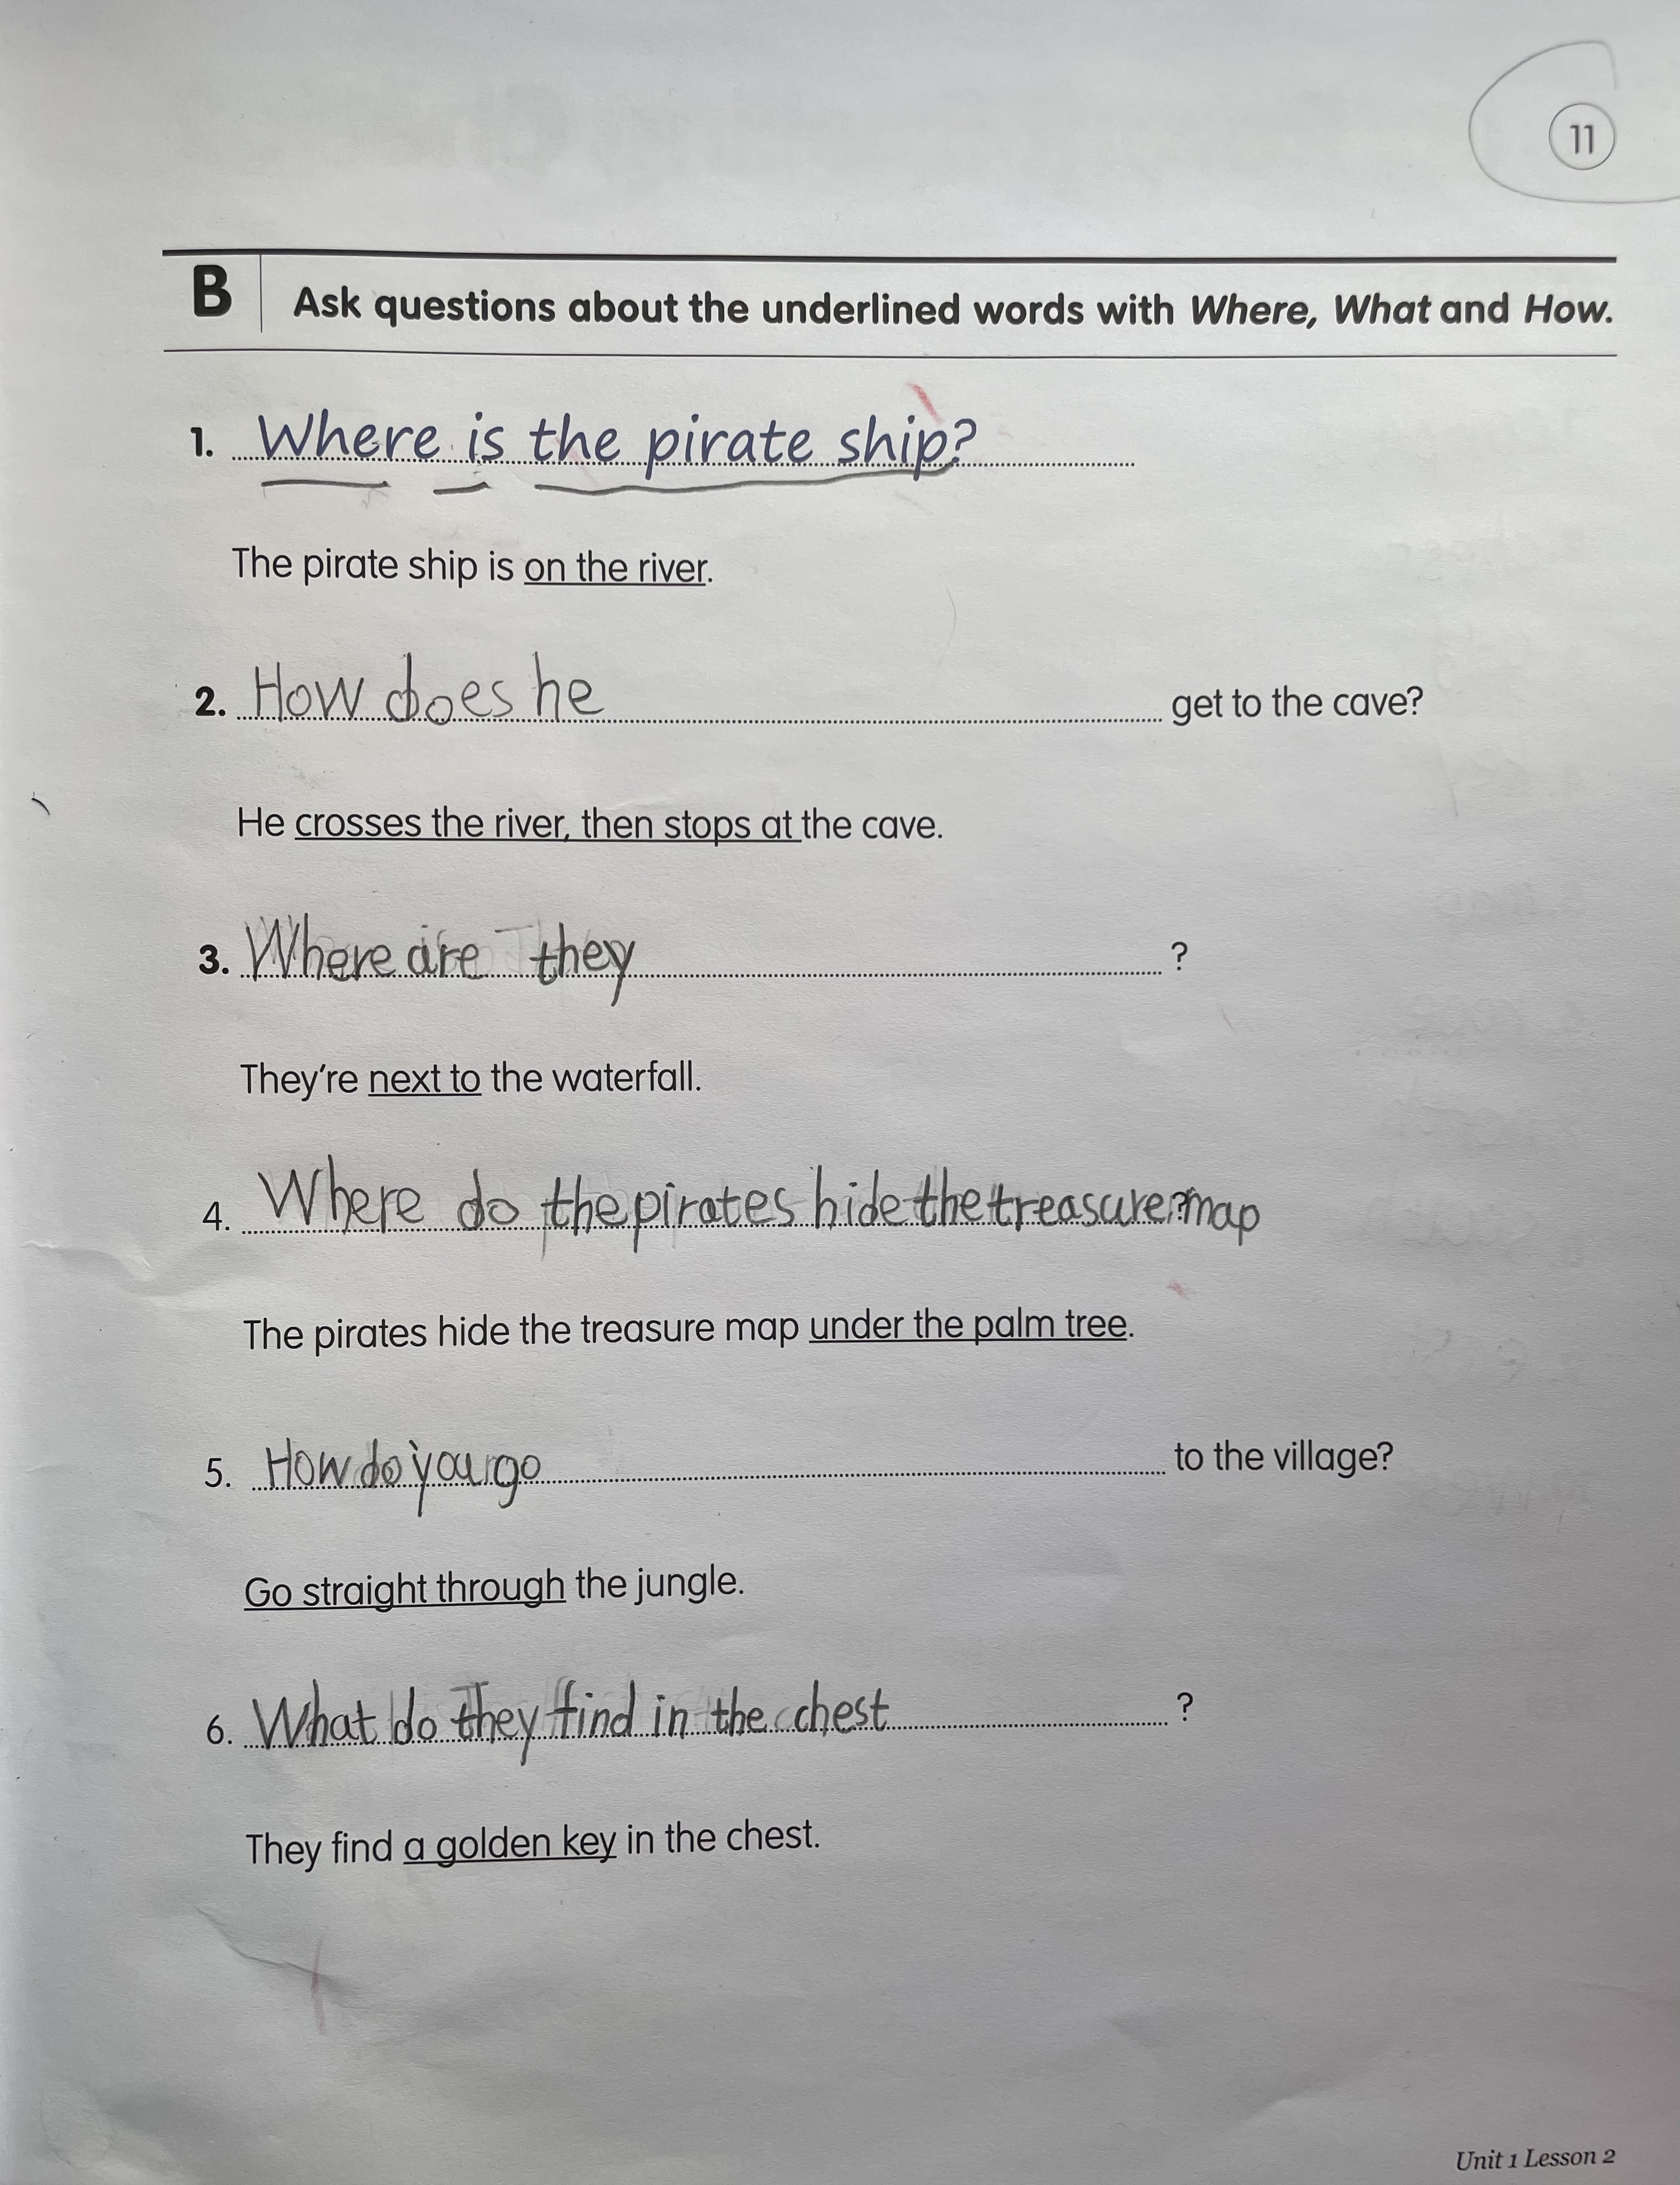 11
B Ask questions about the underlined words with Where, What and How.
1. Where is the pirate ship?
The pirate ship is on the river.
2. How does he get to the cave?
He crosses the river, then stops at the cave.
3. Where are they ?
They're next to the waterfall.
4. Where do the pirates hide the treasure?map
The pirates hide the treasure map under the palm tree.
5. How do you go to the village?
Go straight through the jungle.
6. What do they find in the chest ?
They find a golden key in the chest.
Unit 1 Lesson 2